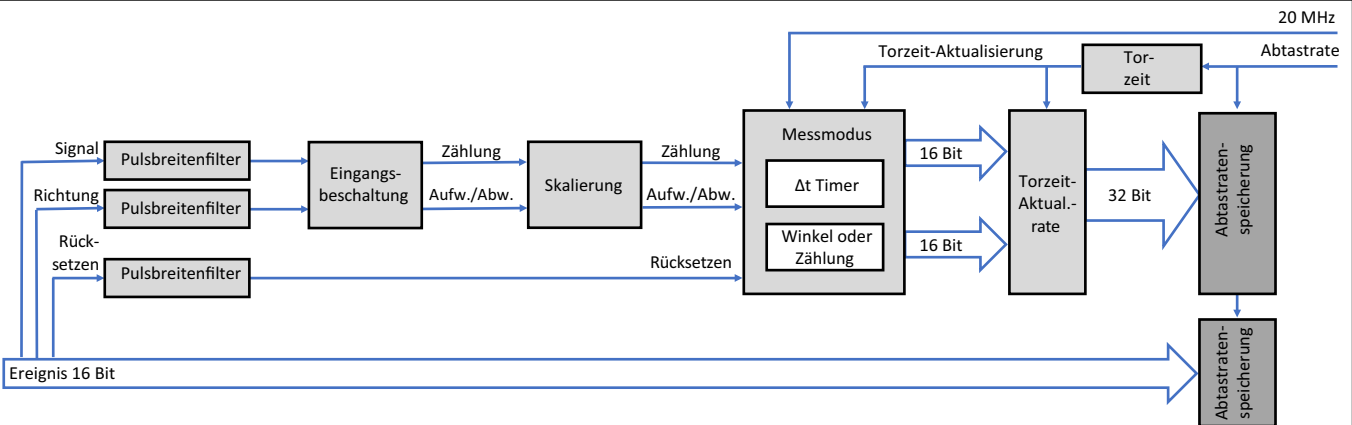 20 MHz
Torzeit-Aktualisierung
Tor-
zeit
Abtastrate
Signal
Pulsbreitenfilter
Richtung
Pulsbreitenfilter
Rück-
setzen
Pulsbreitenfilter
Eingangs-
beschaltung
Zählung
Aufw./Abw.
Skalierung
Zählung
Aufw./Abw.
Rücksetzen
Messmodus
Δt Timer
Winkel oder
Zählung
16 Bit
16 Bit
Torzeit-
Aktual.-
rate
32 Bit
Abtastraten-
speicherung
Ereignis 16 Bit
Abtastraten-
speicherung